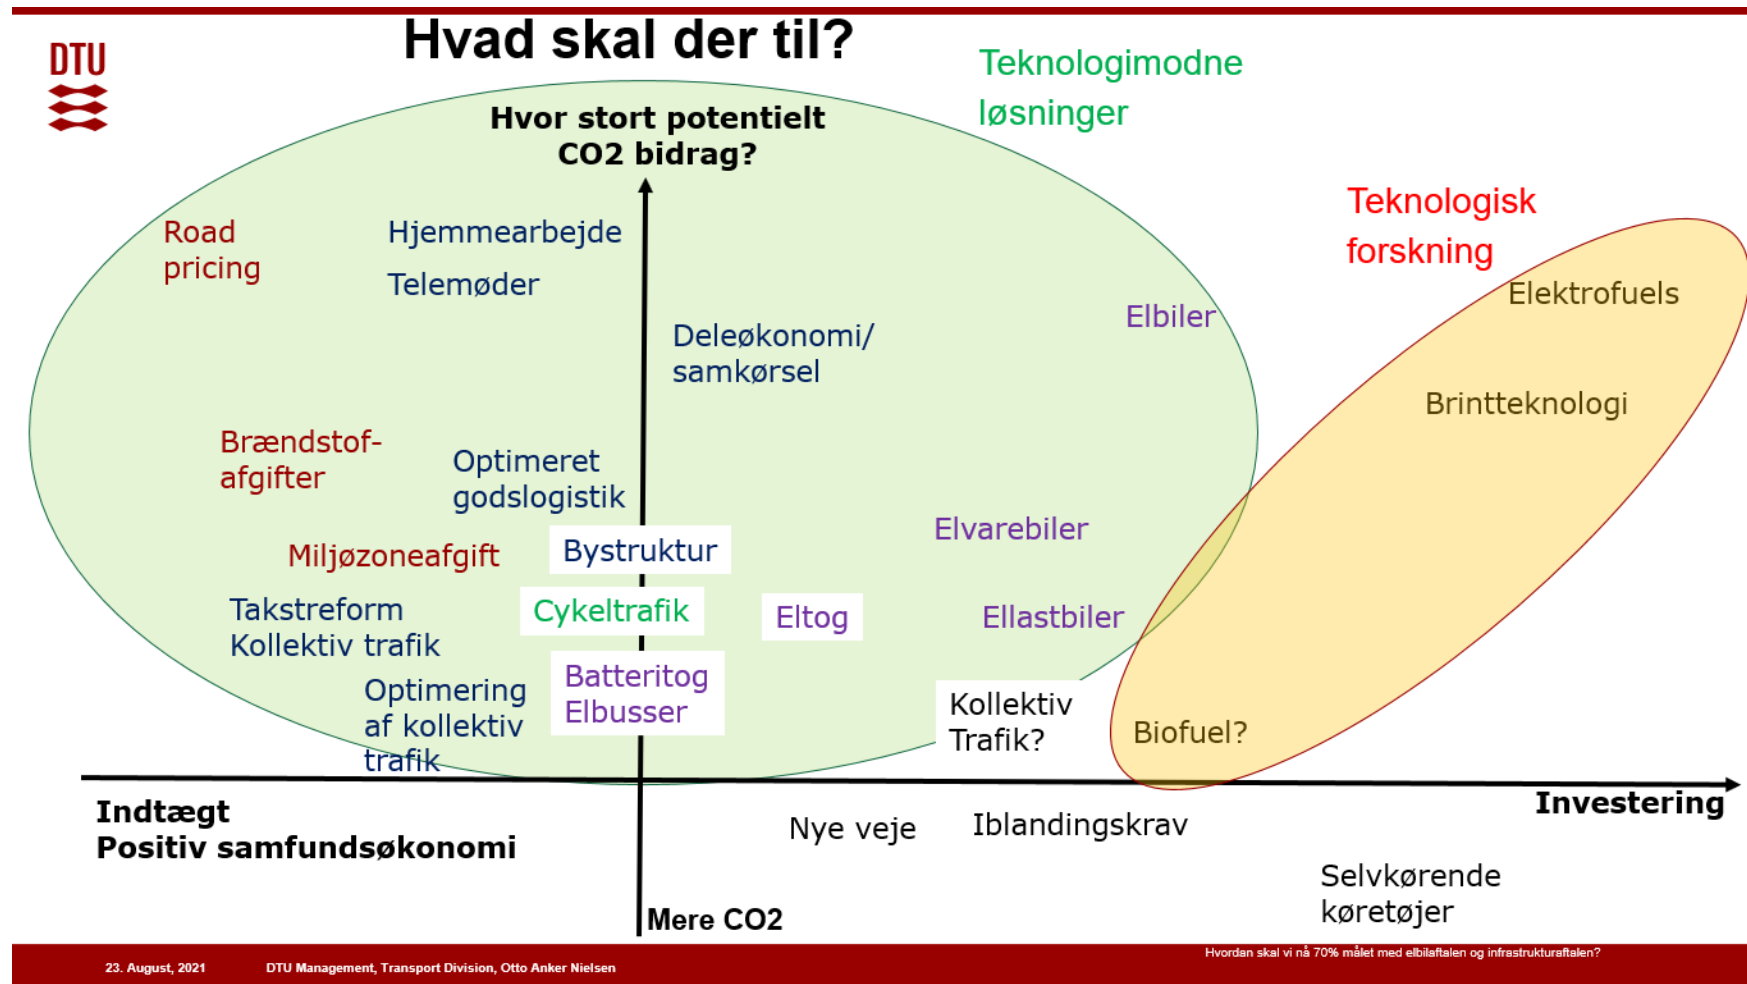 Hvad skal der til?
DTU
Teknologimodne
løsninger
Hvor stort potentielt
CO2 bidrag?
Teknologisk
forskning
Road
pricing
Hjemmearbejde
Telemøder
Elektrofuels
Elbiler
Deleøkonomi/
samkørsel
Brintteknologi
Brændstof-
afgifter
Optimeret
godslogistik
Elvarebiler
Miljøzoneafgift
Bystruktur
Takstreform
Kollektiv trafik
Cykeltrafik
Eltog
Ellastbiler
Optimering
af kollektiv
trafik
Batteritog
Elbusser
Kollektiv
Trafik?
Biofuel?
Indtægt
Positiv samfundsøkonomi
Investering
Nye veje
Iblandingskrav
Selvkørende
køretøjer
Mere CO2
Hvordan skal vi nå 70% målet med elbilaftalen og infrastrukturaftalen?
23. August, 2021
DTU Management, Transport Division, Otto Anker Nielsen